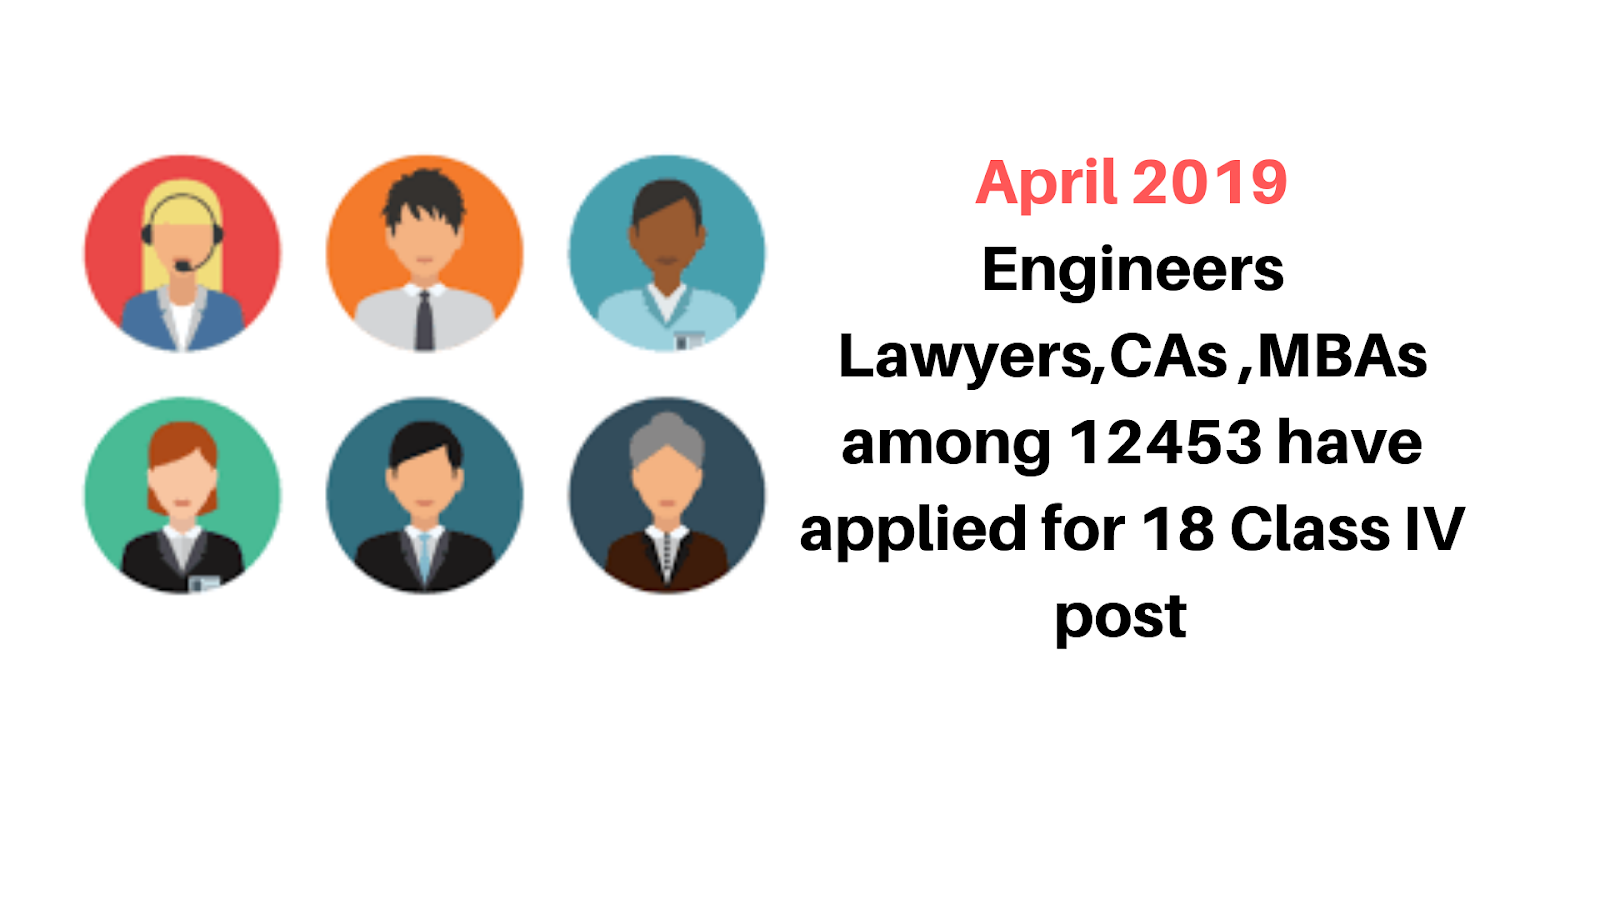 April 2019
Engineers
Lawyers,CAs ,MBAs
among 12453 have
applied for 18 Class IV
post